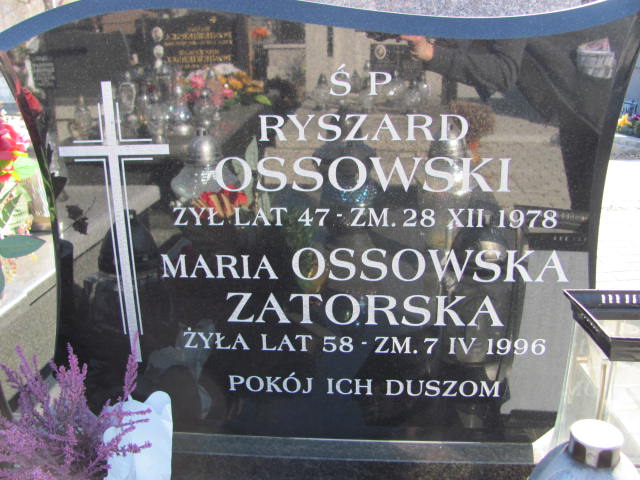 Ś P
RYSZARD
OSSOWSKI
ŻYŁ LAT 47 - ZM. 28 XII 1978
MARIA OSSOWSKA
ZATORSKA
ŻYŁA LAT 58 - ZM. 7 IV 1996
POKÓJ ICH DUSZOM